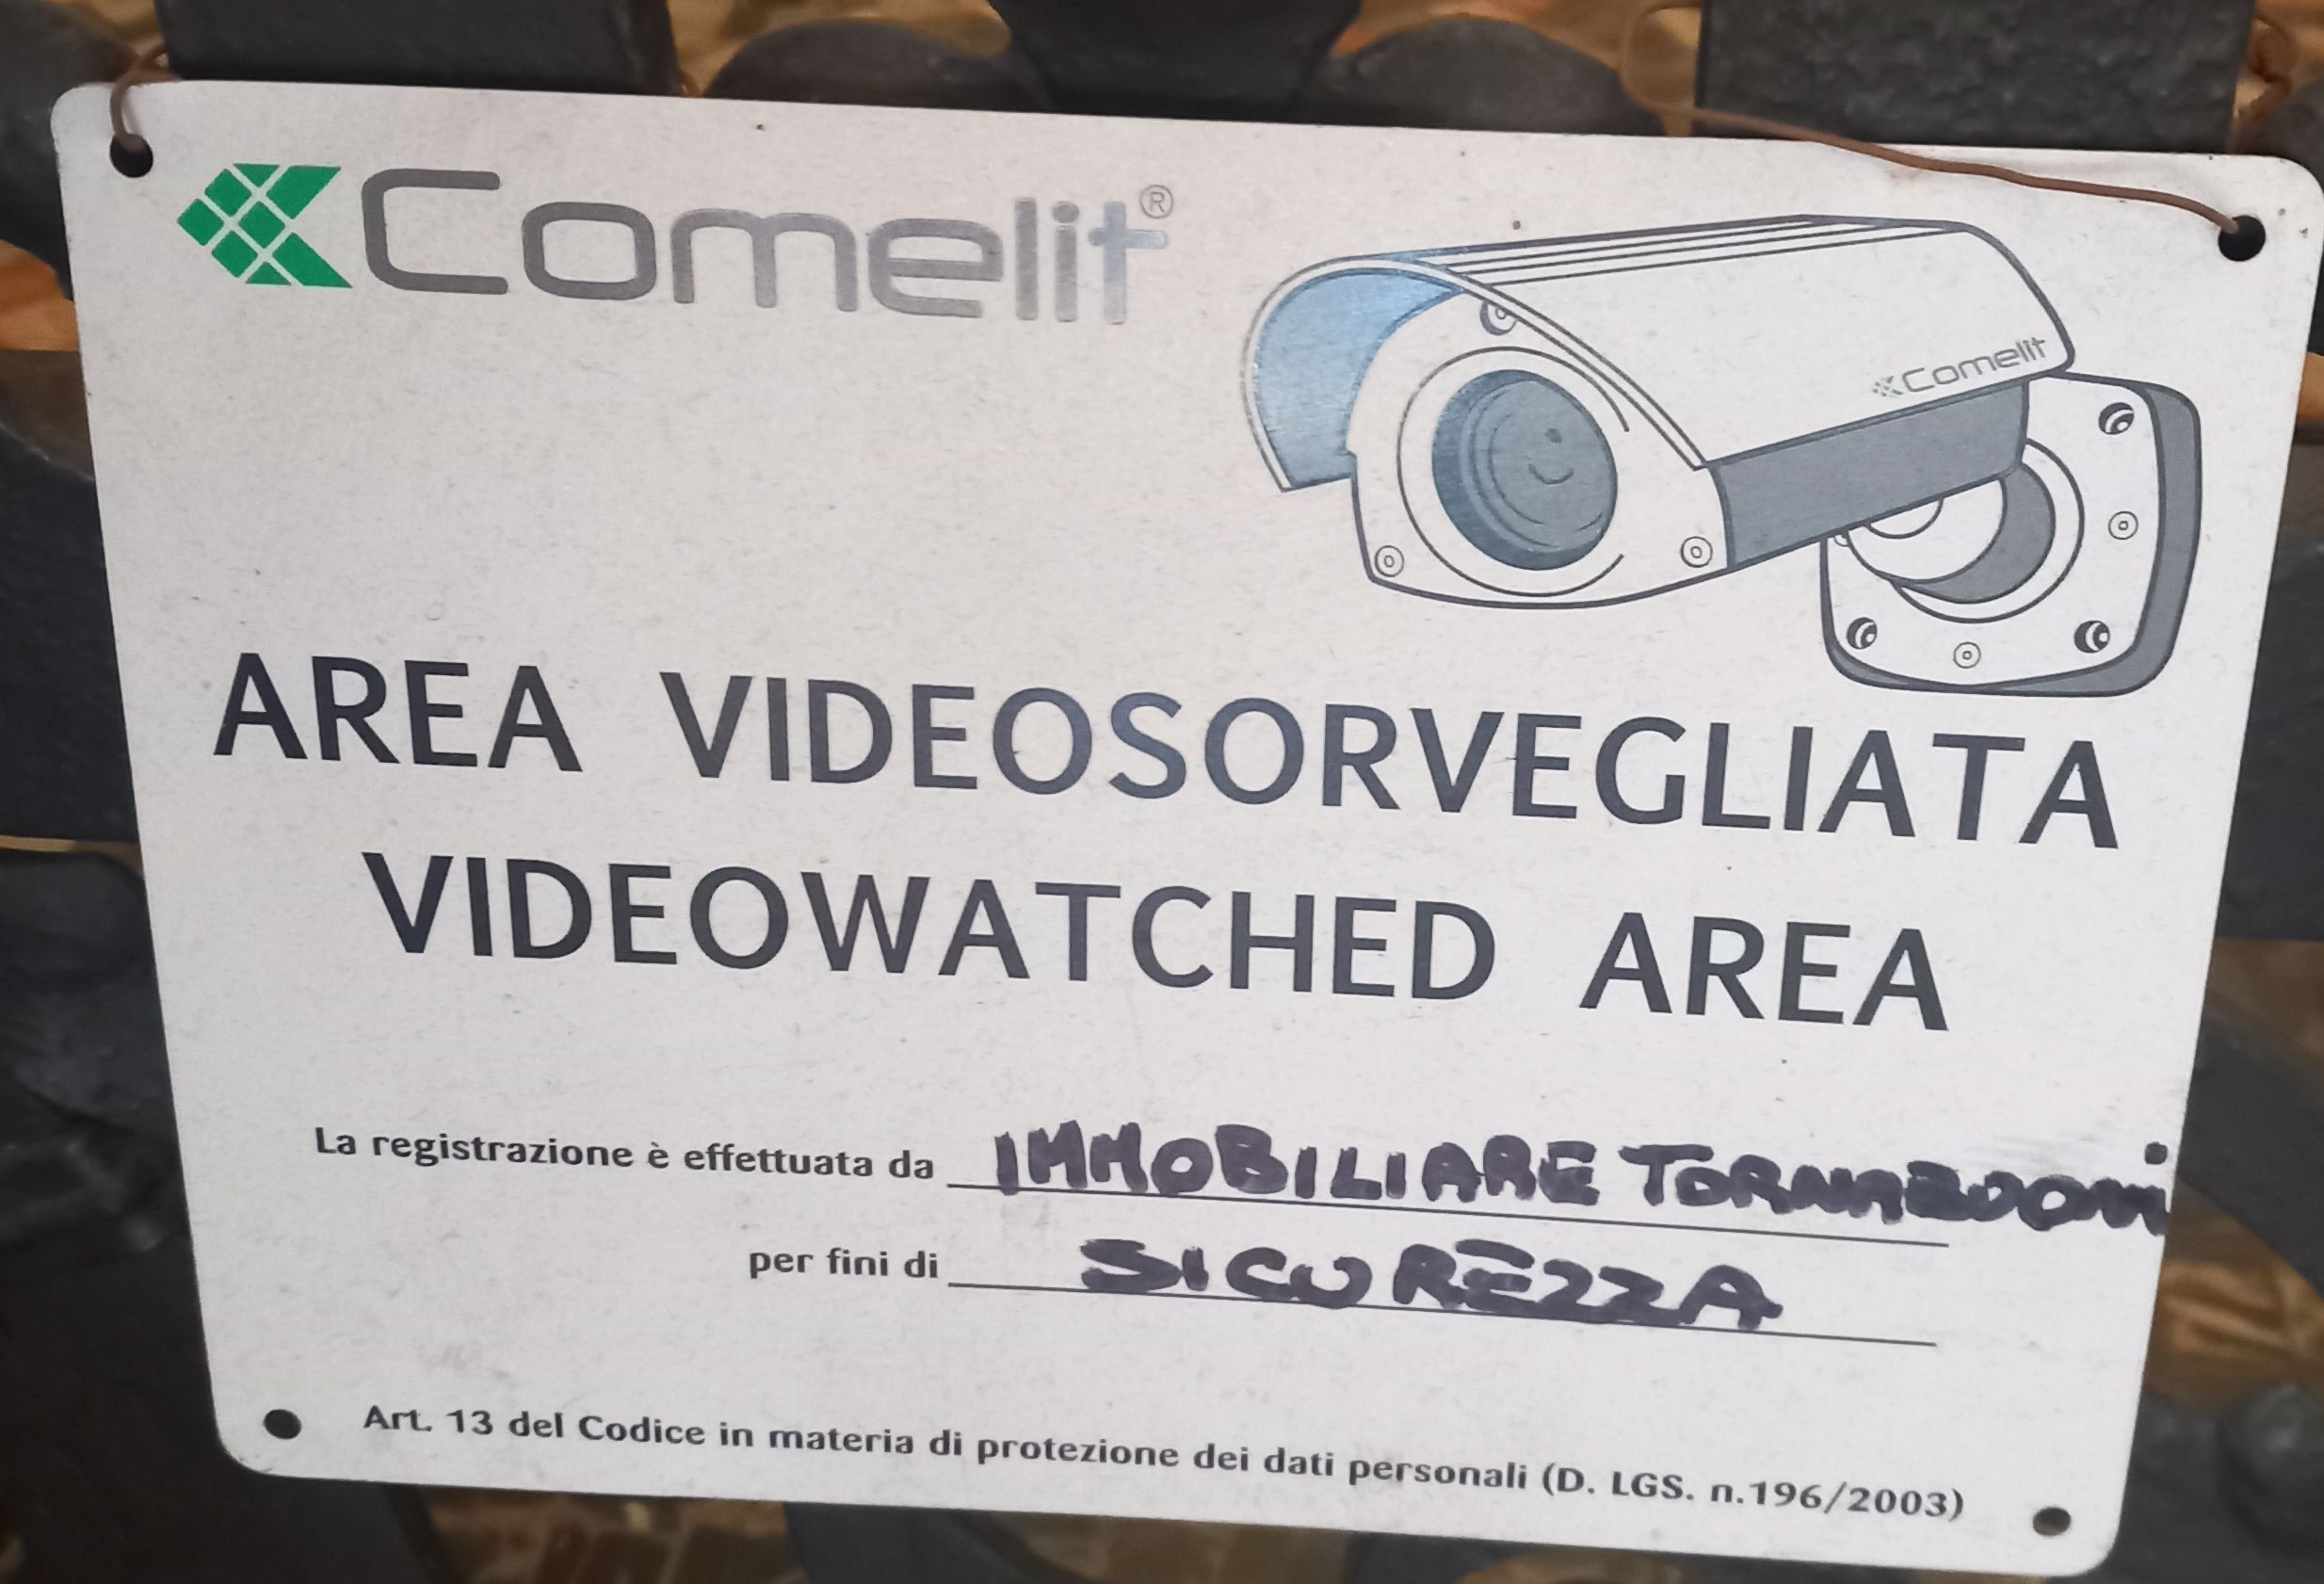 Comelit®
Comelit
AREA VIDEOSORVEGLIATA
VIDEOWATCHED AREA
La registrazione è effettuata da IMMOBILIARE
per fini di SICUREZZA
Art. 13 del Codice in materia di protezione dei dati personali (D. LGS. n.196/2003)